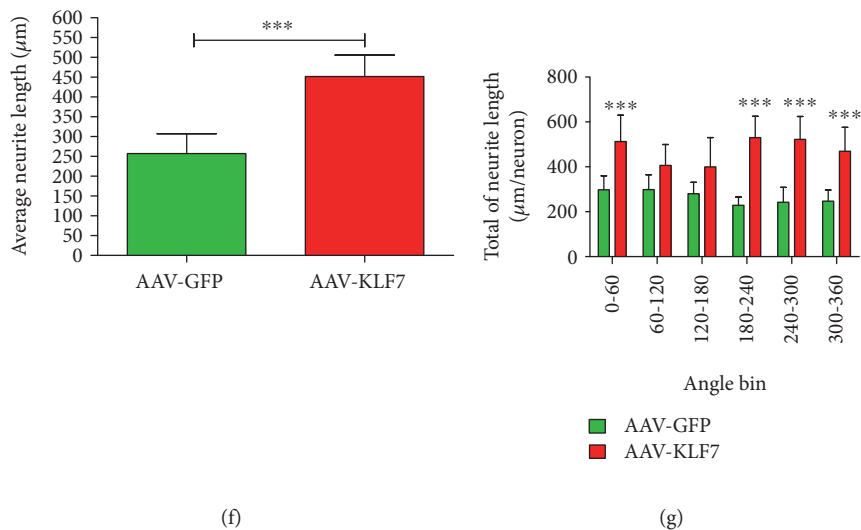 600
550
500
450
400
350
300
250
200
150
100
50
0
Average neurite length (μm)
***
AAV-GFP
AAV-KLF7
(f)
800
600
400
200
0
Total of neurite length
(μm/neuron)
***
***
***
***
0-60
60-120
120-180
180-240
240-300
300-360
Angle bin
AAV-GFP
AAV-KLF7
(g)